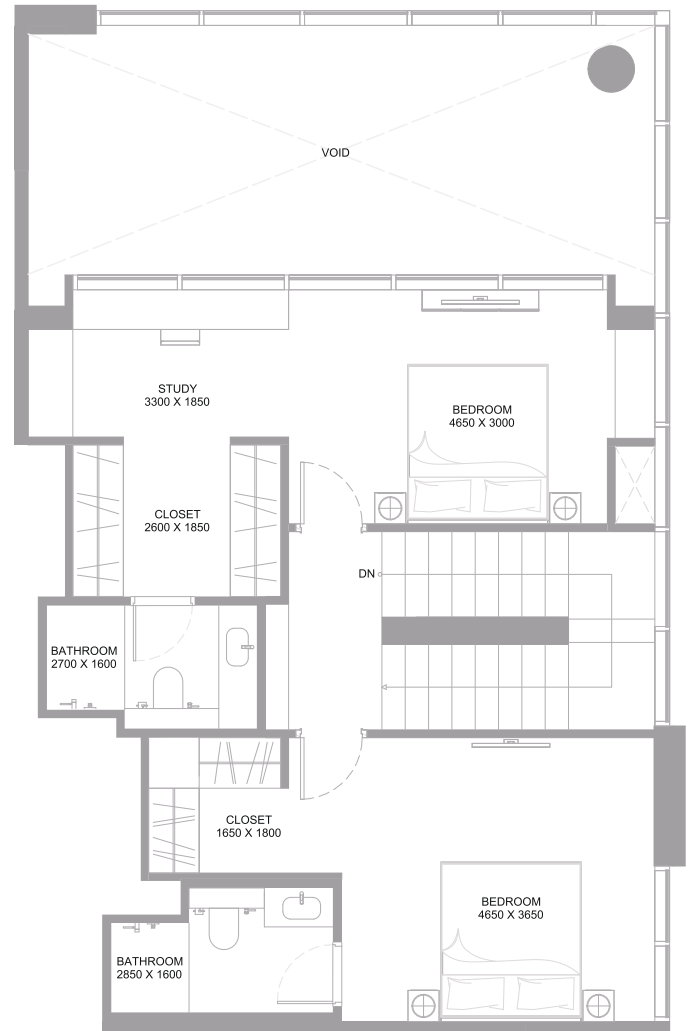 VOID
STUDY
3300 X 1850
BEDROOM
4650 X 3000
CLOSET
2600 X 1850
DN
BATHROOM
2700 X 1600
CLOSET
1650 X 1800
BEDROOM
4650 X 3650
BATHROOM
2850 X 1600